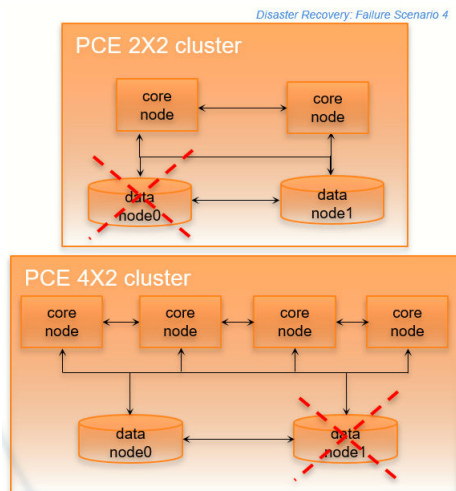 Disaster Recovery: Failure Scenario 4
PCE 2X2 cluster
core
node
core
node
data
node0
data
node1
PCE 4X2 cluster
core
node
core
node
core
node
core
node
data
node0
data
node1